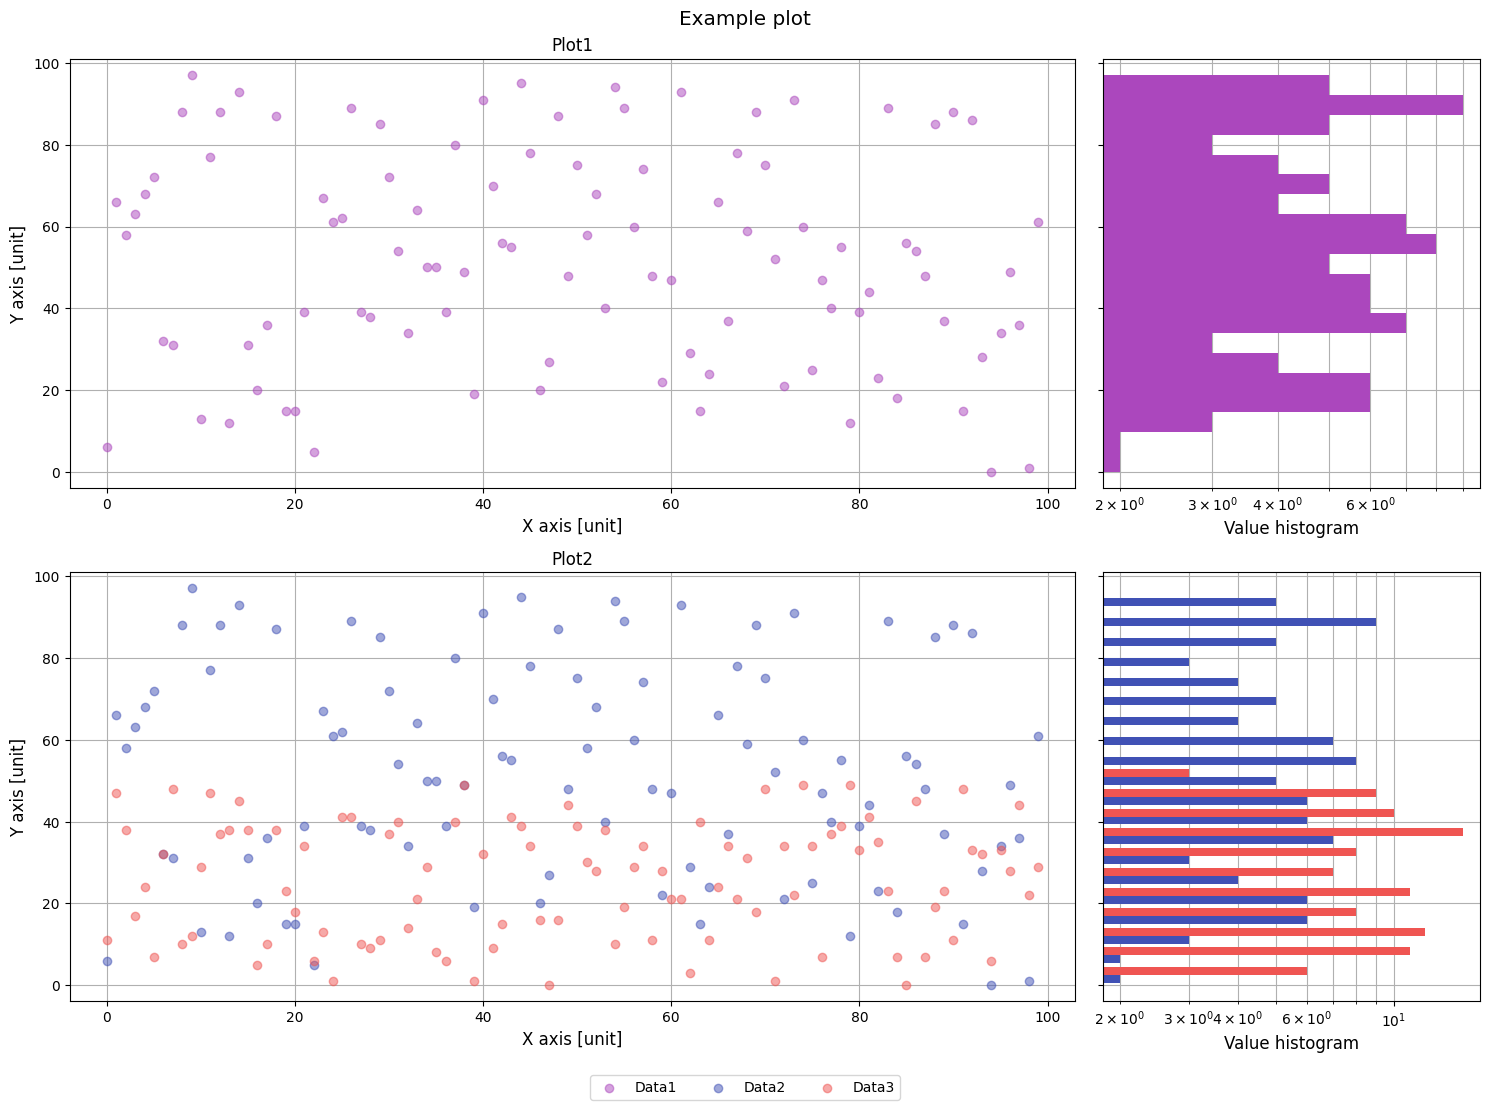 Example plot
Plot1
100
80
60
40
20
0
Y axis [unit]
0 20 40 60 80 100
X axis [unit]
2 × 10⁰ 3 × 10⁰ 4 × 10⁰ 6 × 10⁰
Value histogram
Plot2
100
80
60
40
20
0
Y axis [unit]
0 20 40 60 80 100
X axis [unit]
2 × 10⁰ 3 × 10⁰ 4 × 10⁰ 6 × 10⁰ 10¹
Value histogram
Data1 Data2 Data3